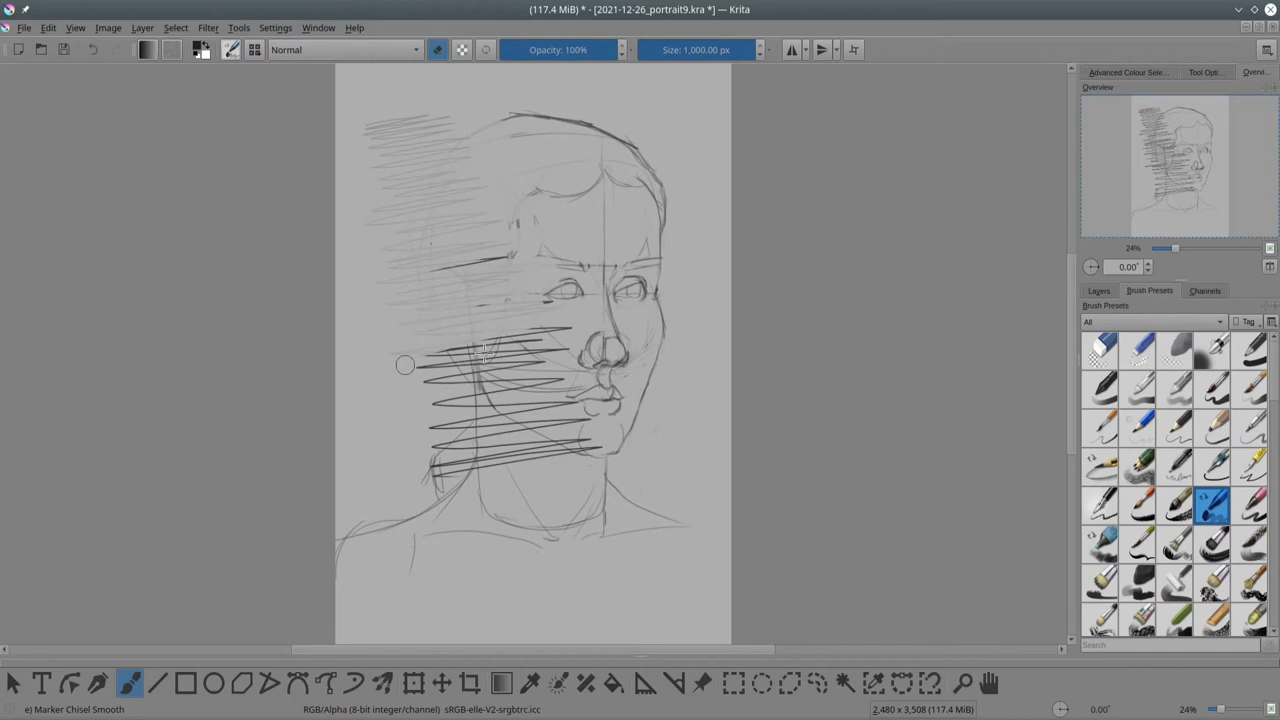 (117.4 MiB) * - [2021-12-26_portrait9.kra *] — Krita
File Edit View Image Layer Select Filter Tools Settings Window Help
Normal Opacity: 100% Size: 1,000.00 px
Advanced Colour Sele... Tool Opti... Overvi...
Overview
24%
0.00°
Layers Brush Presets Channels
Brush Presets
All Tag
Search
e) Marker Chisel Smooth RGB/Alpha (8-bit integer/channel) sRGB-elle-V2-srgbtrc.icc 2,480 x 3,508 (117.4 MiB) 0.00° 24%